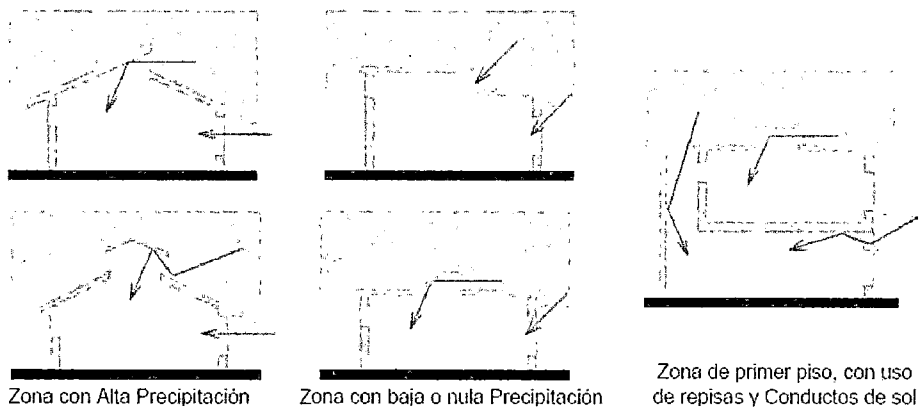 Zona con Alta Precipitación
Zona con baja o nula Precipitación
Zona de primer piso, con uso
de repisas y Conductos de sol